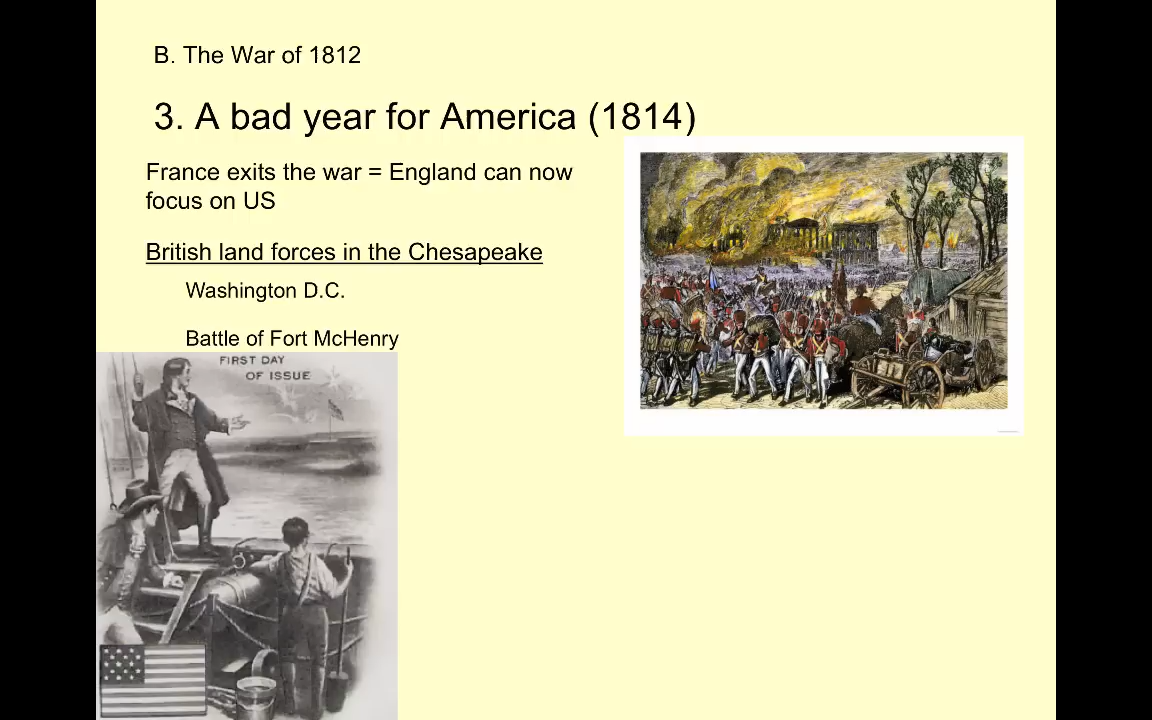 B. The War of 1812
3. A bad year for America (1814)
France exits the war = England can now
focus on US
British land forces in the Chesapeake
Washington D.C.
Battle of Fort McHenry
FIRST DAY
OF ISSUE